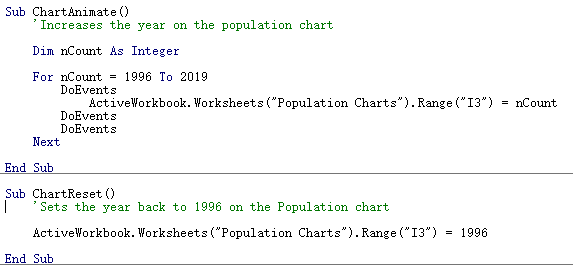 Sub ChartAnimate()
    'Increases the year on the population chart
    Dim nCount As Integer
    For nCount = 1996 To 2019
        DoEvents
            ActiveWorkbook.Worksheets("Population Charts").Range("I3") = nCount
        DoEvents
        DoEvents
    Next
End Sub
Sub ChartReset()
    'Sets the year back to 1996 on the Population chart
    ActiveWorkbook.Worksheets("Population Charts").Range("I3") = 1996
End Sub